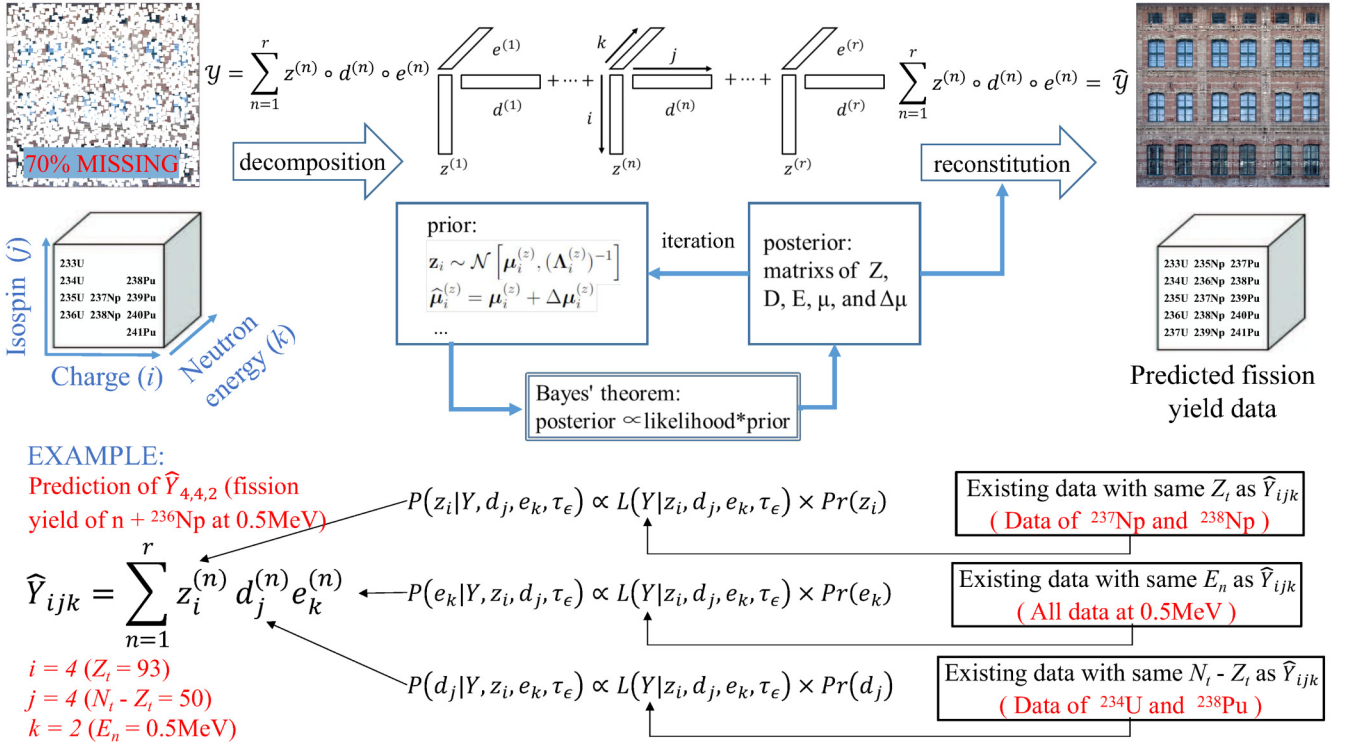 70% MISSING
𝒴 = ∑_{n=1}^{r} z^{(n)} ∘ d^{(n)} ∘ e^{(n)}
decomposition
e^{(1)}
d^{(1)}
z^{(1)}
+ ⋯ +
k
j
i
e^{(n)}
d^{(n)}
z^{(n)}
+ ⋯ +
e^{(r)}
d^{(r)}
z^{(r)}
∑_{n=1}^{r} z^{(n)} ∘ d^{(n)} ∘ e^{(n)} = 𝒴̂
reconstitution
Isospin (j)
233U
234U 238Pu
235U 237Np 239Pu
236U 238Np 240Pu
241Pu
Charge (i)
Neutron
energy (k)
prior:
z_i ∼ 𝒩 [μ_i^{(z)}, (Λ_i^{(z)})^{-1}]
μ̂_i^{(z)} = μ_i^{(z)} + Δμ_i^{(z)}
...
iteration
posterior:
matrixs of Z,
D, E, μ, and Δμ
Bayes' theorem:
posterior ∝likelihood*prior
233U 235Np 237Pu
234U 236Np 238Pu
235U 237Np 239Pu
236U 238Np 240Pu
237U 239Np 241Pu
Predicted fission
yield data
EXAMPLE:
Prediction of Ŷ_{4,4,2} (fission
yield of n + ²³⁶Np at 0.5MeV)
Ŷ_{ijk} = ∑_{n=1}^{r} z_i^{(n)} d_j^{(n)} e_k^{(n)}
i = 4 (Z_t = 93)
j = 4 (N_t - Z_t = 50)
k = 2 (E_n = 0.5MeV)
P(z_i|Y, d_j, e_k, τ_ϵ) ∝ L(Y|z_i, d_j, e_k, τ_ϵ) × Pr(z_i)
Existing data with same Z_t as Ŷ_{ijk}
( Data of ²³⁷Np and ²³⁸Np )
P(e_k|Y, z_i, d_j, τ_ϵ) ∝ L(Y|z_i, d_j, e_k, τ_ϵ) × Pr(e_k)
Existing data with same E_n as Ŷ_{ijk}
( All data at 0.5MeV )
P(d_j|Y, z_i, e_k, τ_ϵ) ∝ L(Y|z_i, d_j, e_k, τ_ϵ) × Pr(d_j)
Existing data with same N_t - Z_t as Ŷ_{ijk}
( Data of ²³⁴U and ²³⁸Pu )